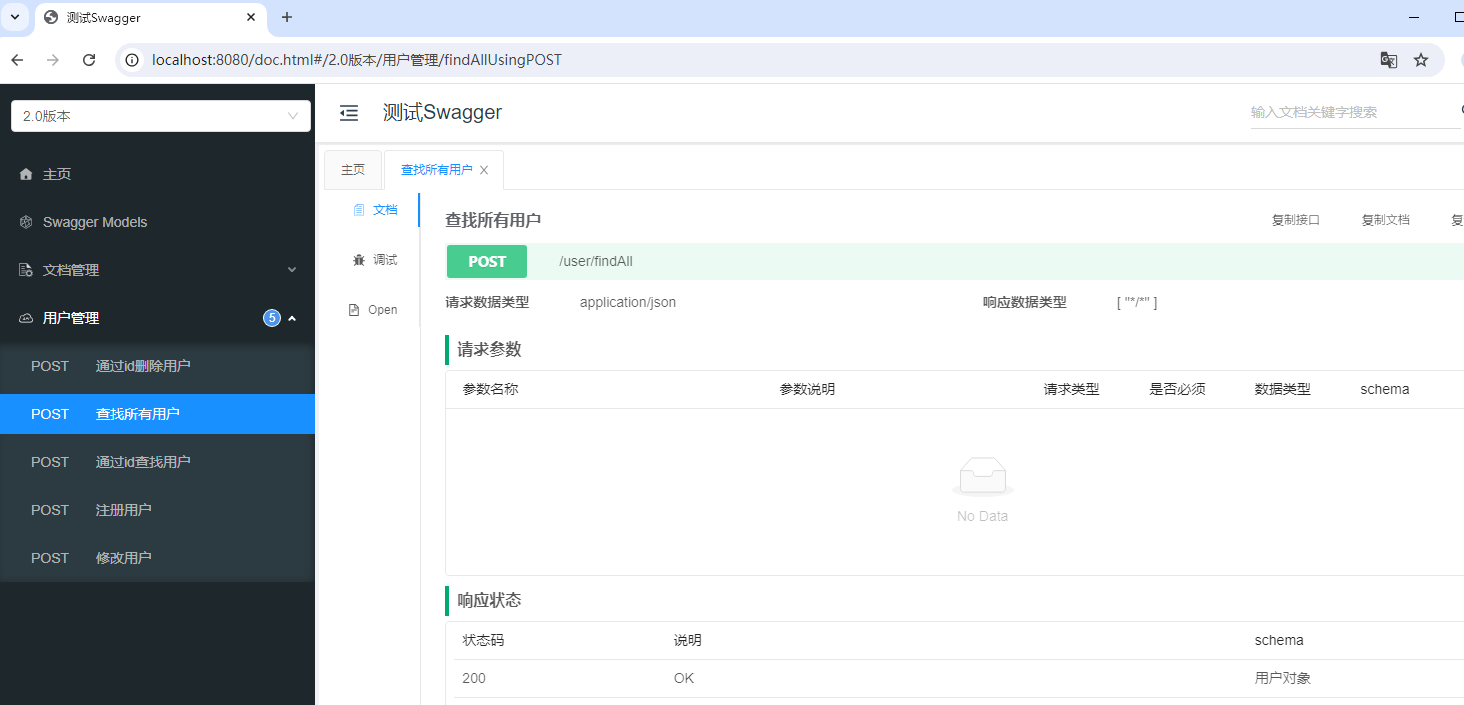 测试Swagger
localhost:8080/doc.html#/2.0版本/用户管理/findAllUsingPOST
2.0版本
测试Swagger
输入文档关键字搜索
主页
Swagger Models
文档管理
用户管理 5
POST 通过id删除用户
POST 查找所有用户
POST 通过id查找用户
POST 注册用户
POST 修改用户
主页
查找所有用户
文档
调试
Open
查找所有用户
复制接口
复制文档
复
POST /user/findAll
请求数据类型 application/json 响应数据类型 [ "*/*" ]
请求参数
参数名称 参数说明 请求类型 是否必须 数据类型 schema
No Data
响应状态
状态码 说明 schema
200 OK 用户对象